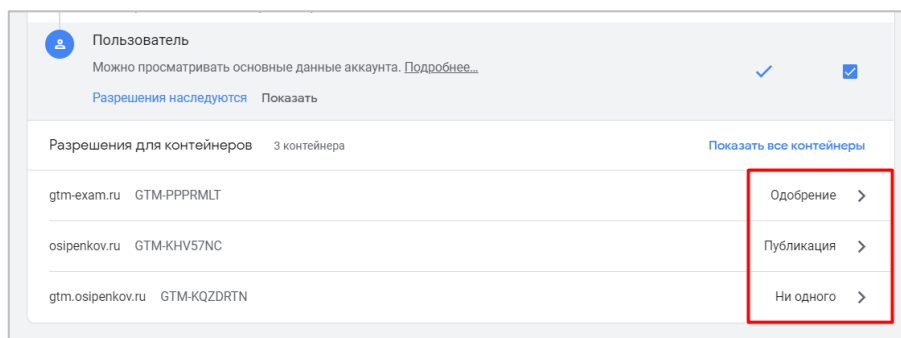 Пользователь
Можно просматривать основные данные аккаунта. Подробнее...
Разрешения наследуются Показать
Разрешения для контейнеров 3 контейнера Показать все контейнеры
gtm-exam.ru GTM-PPPRMLT Одобрение
osipenkov.ru GTM-KHV57NC Публикация
gtm.osipenkov.ru GTM-KQZDRTN Ни одного